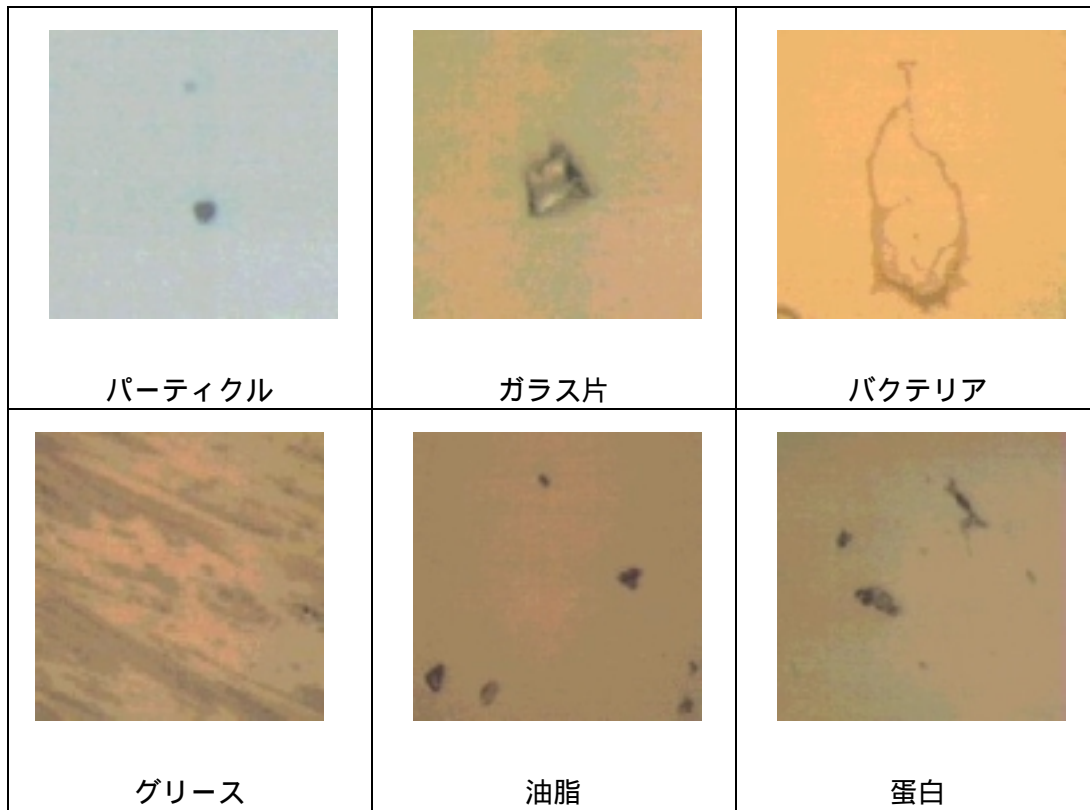 パーティクル
ガラス片
バクテリア
グリース
油脂
蛋白